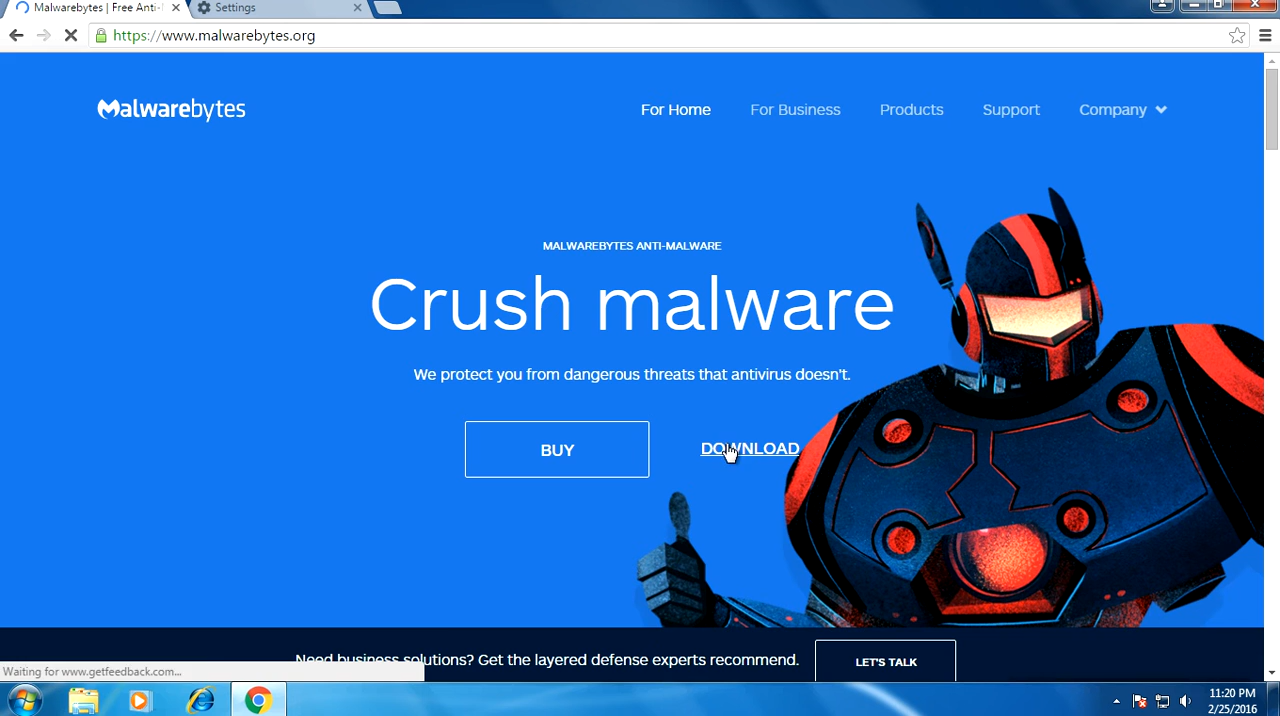 Malwarebytes | Free Anti-
Settings
https://www.malwarebytes.org
Malwarebytes
For Home
For Business
Products
Support
Company
MALWAREBYTES ANTI-MALWARE
Crush malware
We protect you from dangerous threats that antivirus doesn't.
BUY
DOWNLOAD
Need business solutions? Get the layered defense experts recommend.
LET'S TALK
Waiting for www.getfeedback.com...
11:20 PM
2/25/2016